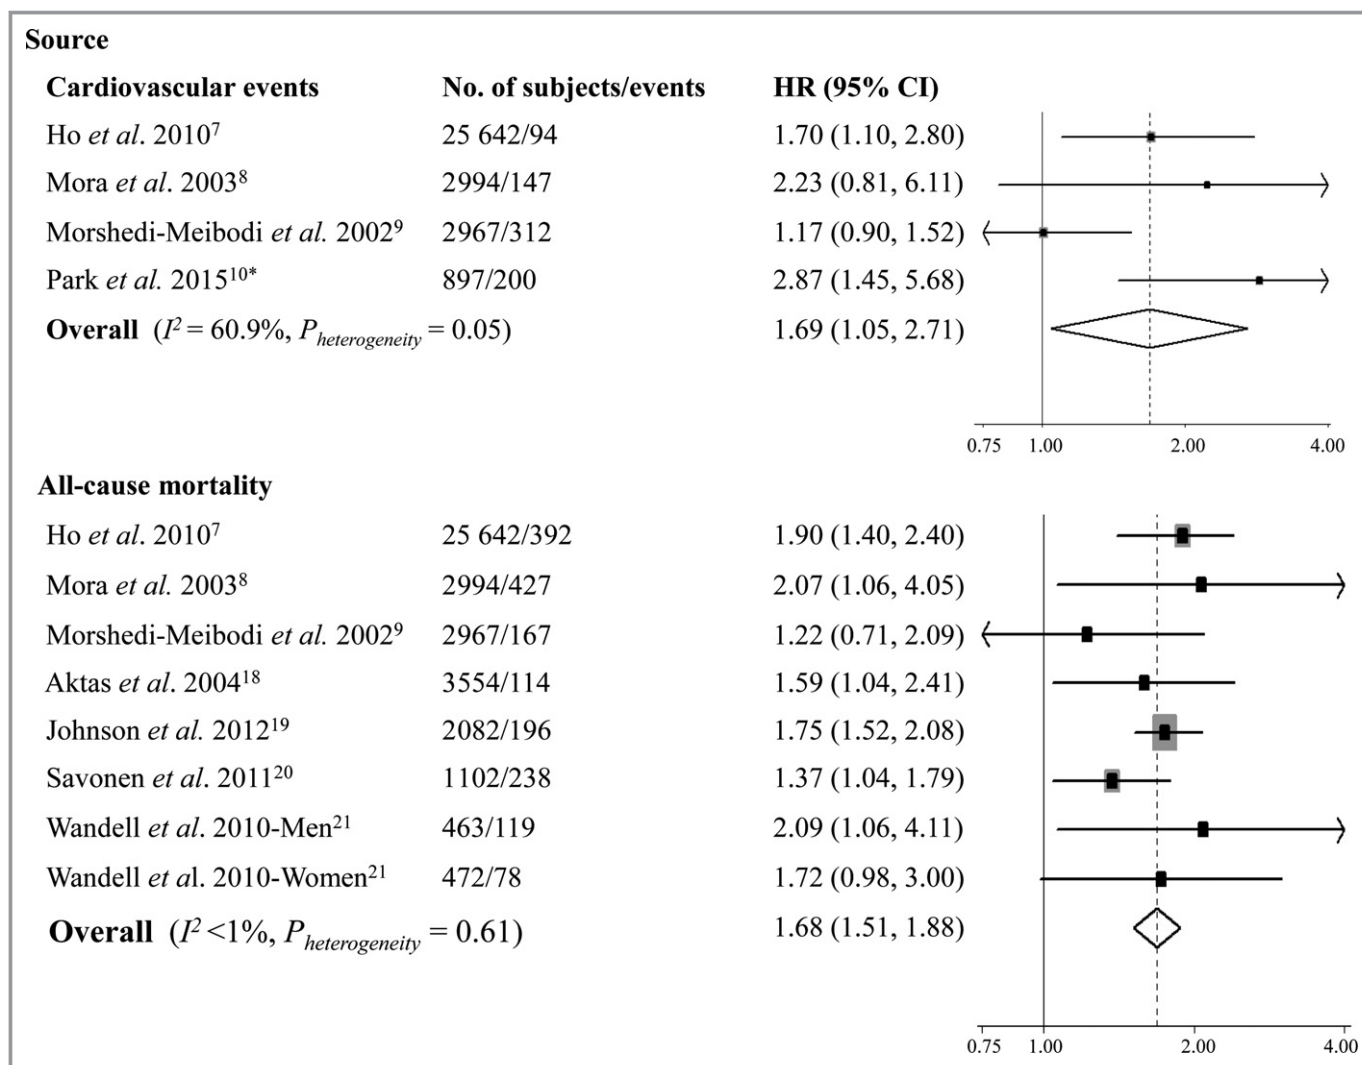 Source
Cardiovascular events No. of subjects/events HR (95% CI)
Ho et al. 2010⁷ 25 642/94 1.70 (1.10, 2.80)
Mora et al. 2003⁸ 2994/147 2.23 (0.81, 6.11)
Morshedi-Meibodi et al. 2002⁹ 2967/312 1.17 (0.90, 1.52)
Park et al. 2015¹⁰* 897/200 2.87 (1.45, 5.68)
Overall (I² = 60.9%, P heterogeneity = 0.05) 1.69 (1.05, 2.71)
0.75 1.00 2.00 4.00
All-cause mortality
Ho et al. 2010⁷ 25 642/392 1.90 (1.40, 2.40)
Mora et al. 2003⁸ 2994/427 2.07 (1.06, 4.05)
Morshedi-Meibodi et al. 2002⁹ 2967/167 1.22 (0.71, 2.09)
Aktas et al. 2004¹⁸ 3554/114 1.59 (1.04, 2.41)
Johnson et al. 2012¹⁹ 2082/196 1.75 (1.52, 2.08)
Savonen et al. 2011²⁰ 1102/238 1.37 (1.04, 1.79)
Wandell et al. 2010-Men²¹ 463/119 2.09 (1.06, 4.11)
Wandell et al. 2010-Women²¹ 472/78 1.72 (0.98, 3.00)
Overall (I² <1%, P heterogeneity = 0.61) 1.68 (1.51, 1.88)
0.75 1.00 2.00 4.00